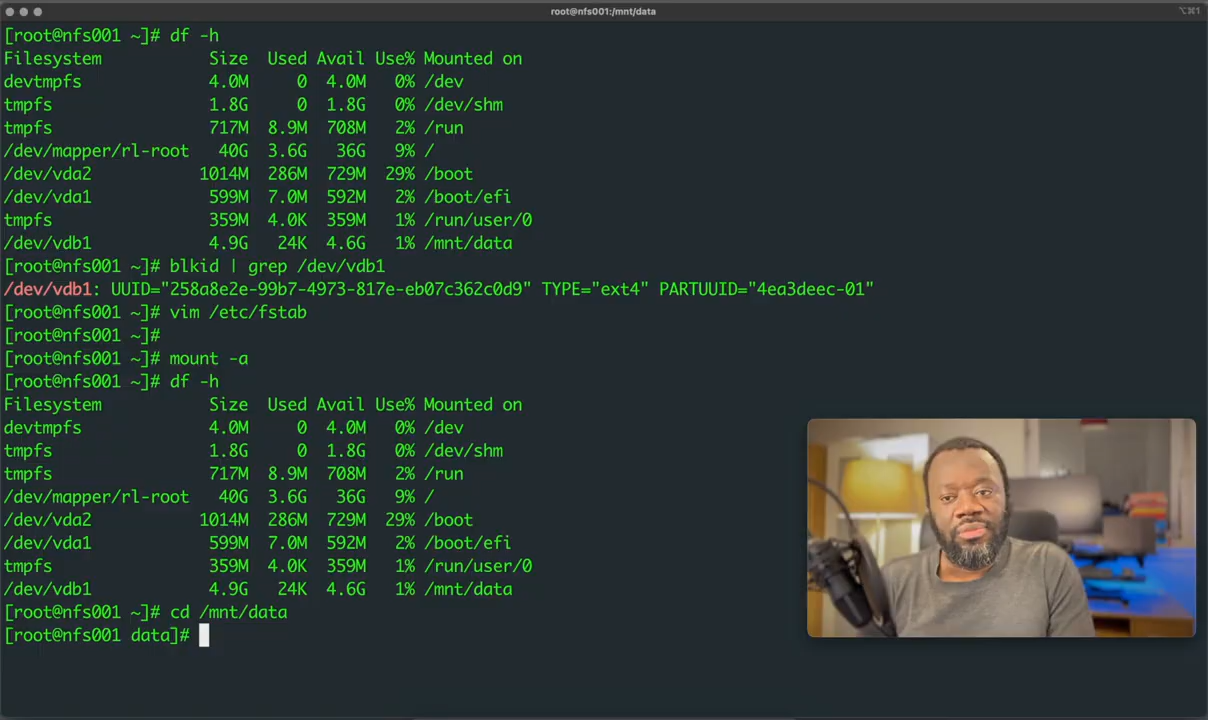 root@nfs001:/mnt/data
⌥⌘1
[root@nfs001 ~]# df -h
Filesystem Size Used Avail Use% Mounted on
devtmpfs 4.0M 0 4.0M 0% /dev
tmpfs 1.8G 0 1.8G 0% /dev/shm
tmpfs 717M 8.9M 708M 2% /run
/dev/mapper/rl-root 40G 3.6G 36G 9% /
/dev/vda2 1014M 286M 729M 29% /boot
/dev/vda1 599M 7.0M 592M 2% /boot/efi
tmpfs 359M 4.0K 359M 1% /run/user/0
/dev/vdb1 4.9G 24K 4.6G 1% /mnt/data
[root@nfs001 ~]# blkid | grep /dev/vdb1
/dev/vdb1: UUID="258a8e2e-99b7-4973-817e-eb07c362c0d9" TYPE="ext4" PARTUUID="4ea3deec-01"
[root@nfs001 ~]# vim /etc/fstab
[root@nfs001 ~]#
[root@nfs001 ~]# mount -a
[root@nfs001 ~]# df -h
Filesystem Size Used Avail Use% Mounted on
devtmpfs 4.0M 0 4.0M 0% /dev
tmpfs 1.8G 0 1.8G 0% /dev/shm
tmpfs 717M 8.9M 708M 2% /run
/dev/mapper/rl-root 40G 3.6G 36G 9% /
/dev/vda2 1014M 286M 729M 29% /boot
/dev/vda1 599M 7.0M 592M 2% /boot/efi
tmpfs 359M 4.0K 359M 1% /run/user/0
/dev/vdb1 4.9G 24K 4.6G 1% /mnt/data
[root@nfs001 ~]# cd /mnt/data
[root@nfs001 data]#